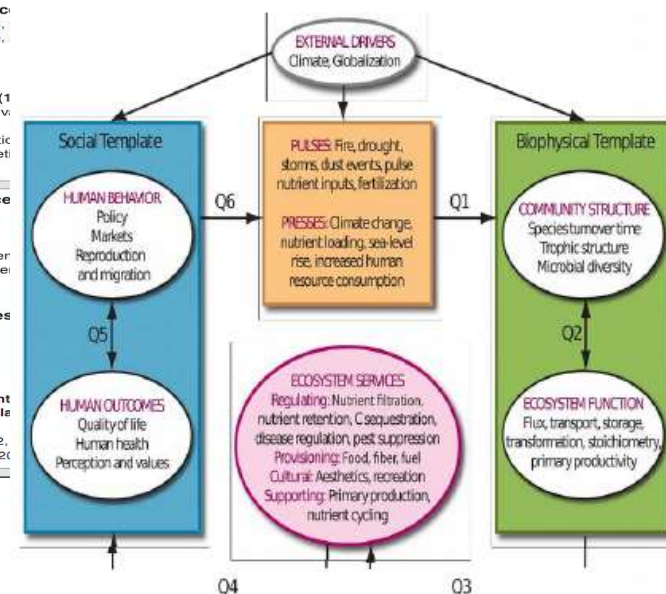 EXTERNAL DRIVERS
Climate, Globalization
Social Template
HUMAN BEHAVIOR
Policy
Markets
Reproduction
and migration
Q5
HUMAN OUTCOMES
Quality of life
Human health
Perception and values
Q6
PULSES: Fire, drought,
storms, dust events, pulse
nutrient inputs, fertilization
PRESSES: Climate change,
nutrient loading, sea-level
rise, increased human
resource consumption
Q1
ECOSYSTEM SERVICES
Regulating: Nutrient filtration,
nutrient retention, C sequestration,
disease regulation, pest suppression
Provisioning: Food, fiber, fuel
Cultural: Aesthetics, recreation
Supporting: Primary production,
nutrient cycling
Biophysical Template
COMMUNITY STRUCTURE
Species turnover time
Trophic structure
Microbial diversity
Q2
ECOSYSTEM FUNCTION
Flux, transport, storage,
transformation, stoichiometry,
primary productivity
Q4
Q3